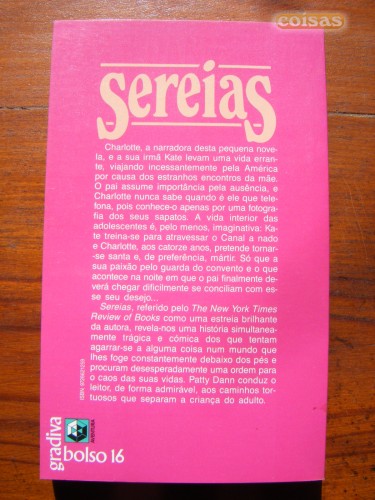 coisas
Sereias
Charlotte, a narradora desta pequena nove-
la, e a sua irmã Kate levam uma vida erran-
te, viajando incessantemente pela América
por causa dos estranhos encontros da mãe.
O pai assume importância pela ausência, e
Charlotte nunca sabe quando é ele que tele-
fona, pois conhece-o apenas por uma fotogra-
fia dos seus sapatos. A vida interior das
adolescentes é, pelo menos, imaginativa: Ka-
te treina-se para atravessar o Canal a nado
e Charlotte, aos catorze anos, pretende tornar-
-se santa e, de preferência, mártir. Só que a
sua paixão pelo guarda do convento e o que
acontece na noite em que o pai finalmente de-
verá chegar dificilmente se conciliam com es-
se seu desejo...
Sereias, referido pelo The New York Times
Review of Books como uma estreia brilhante
da autora, revela-nos uma história simultanea-
mente trágica e cómica dos que tentam
agarrar-se a alguma coisa num mundo que
lhes foge constantemente debaixo dos pés e
procuram desesperadamente uma ordem para
o caos das suas vidas. Patty Dann conduz o
leitor, de forma admirável, aos caminhos tor-
tuosos que separam a criança do adulto.
gradiva
bolso 16